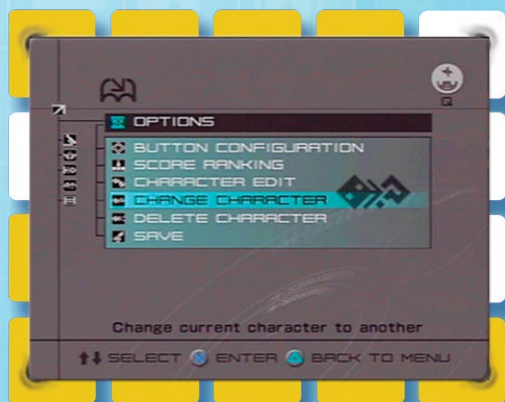 OPTIONS
BUTTON CONFIGURATION
SCORE RANKING
CHARACTER EDIT
CHANGE CHARACTER
DELETE CHARACTER
SAVE
Change current character to another
SELECT ENTER BACK TO MENU